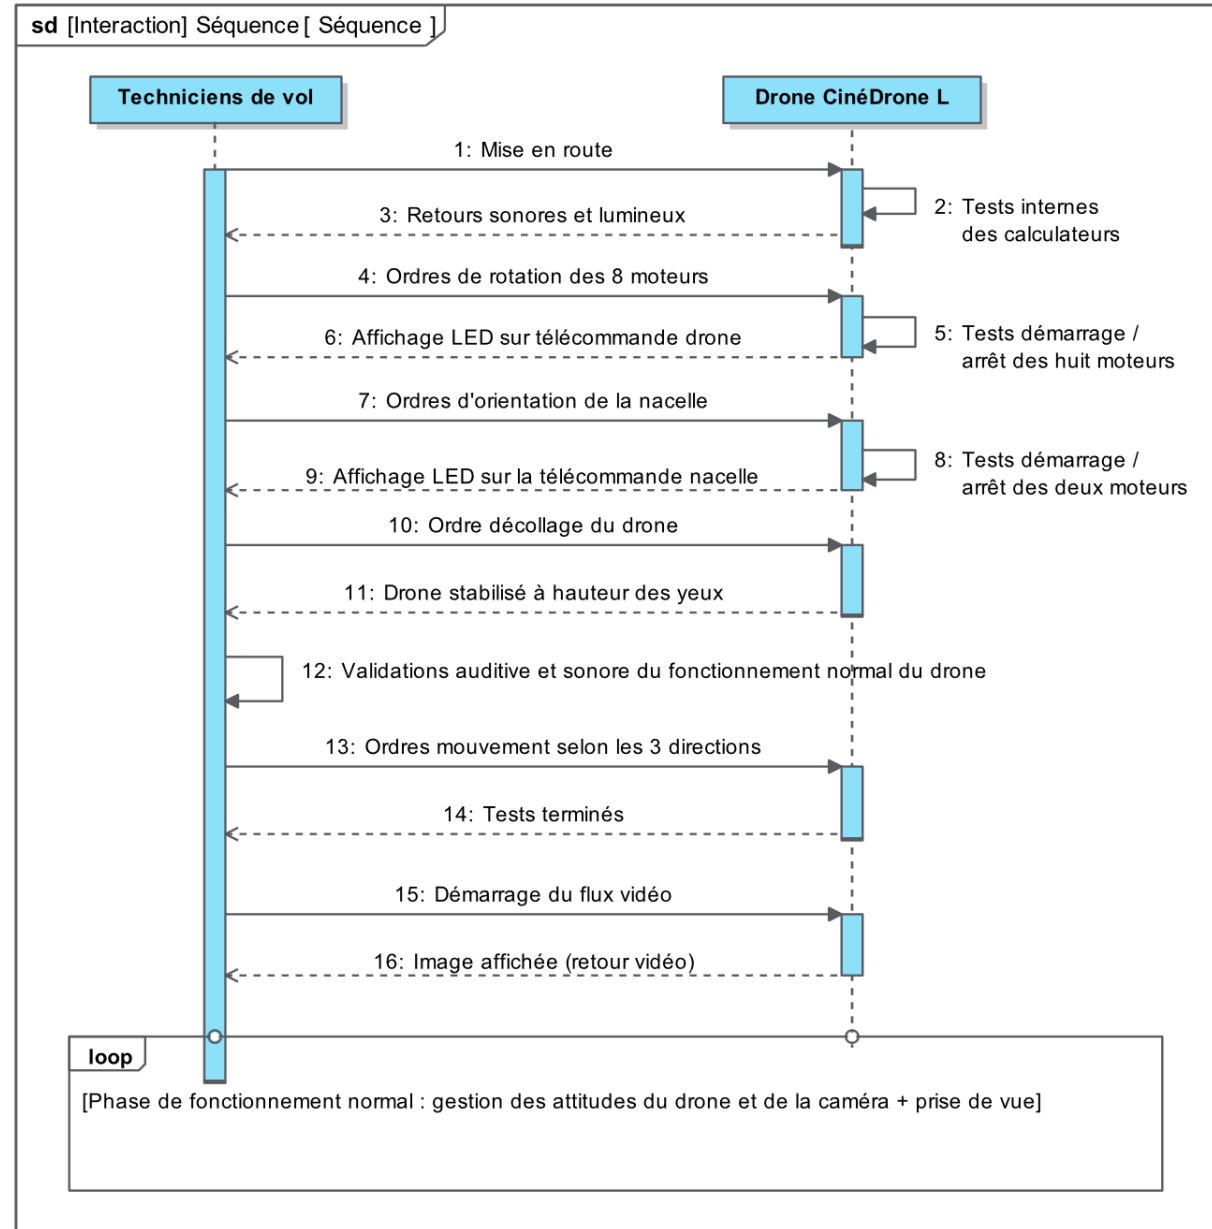 sd [Interaction] Séquence [ Séquence ]
Techniciens de vol
Drone CinéDrone L
1: Mise en route
2: Tests internes
des calculateurs
3: Retours sonores et lumineux
4: Ordres de rotation des 8 moteurs
5: Tests démarrage /
arrêt des huit moteurs
6: Affichage LED sur télécommande drone
7: Ordres d'orientation de la nacelle
8: Tests démarrage /
arrêt des deux moteurs
9: Affichage LED sur la télécommande nacelle
10: Ordre décollage du drone
11: Drone stabilisé à hauteur des yeux
12: Validations auditive et sonore du fonctionnement normal du drone
13: Ordres mouvement selon les 3 directions
14: Tests terminés
15: Démarrage du flux vidéo
16: Image affichée (retour vidéo)
loop
[Phase de fonctionnement normal : gestion des attitudes du drone et de la caméra + prise de vue]